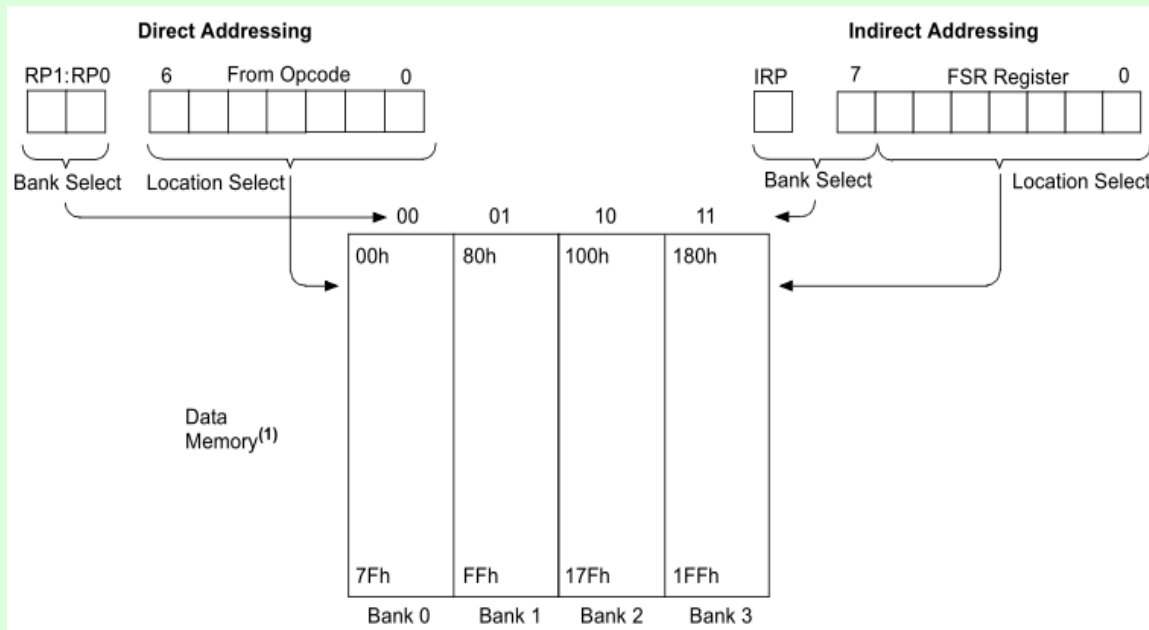 Direct Addressing
Indirect Addressing
RP1:RP0 6 From Opcode 0
IRP 7 FSR Register 0
Bank Select Location Select
Bank Select Location Select
00 01 10 11
00h 80h 100h 180h
Data
Memory(1)
7Fh FFh 17Fh 1FFh
Bank 0 Bank 1 Bank 2 Bank 3